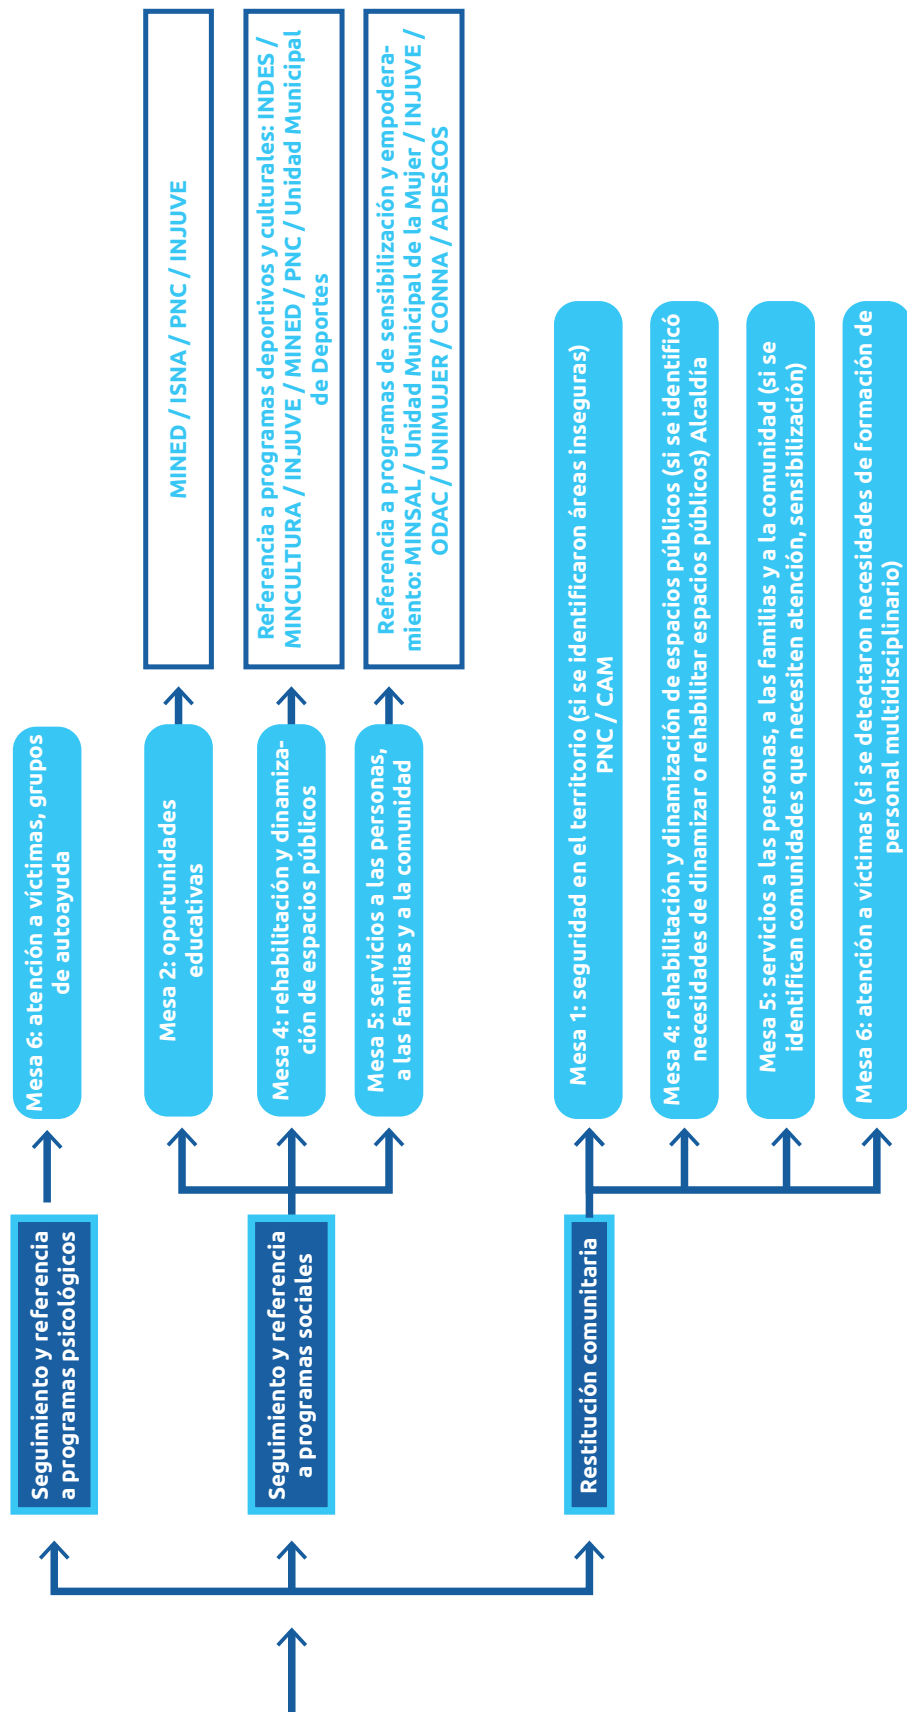 Seguimiento y referencia
a programas psicológicos
Mesa 6: atención a víctimas, grupos
de autoayuda
Seguimiento y referencia
a programas sociales
Mesa 2: oportunidades
educativas
MINED / ISNA / PNC / INJUVE
Mesa 4: rehabilitación y dinamiza-
ción de espacios públicos
Referencia a programas deportivos y culturales: INDES /
MINCULTURA / INJUVE / MINED / PNC / Unidad Municipal
de Deportes
Mesa 5: servicios a las personas,
a las familias y a la comunidad
Referencia a programas de sensibilización y empodera-
miento: MINSAL / Unidad Municipal de la Mujer / INJUVE /
ODAC / UNIMUJER / CONNA / ADESCOS
Restitución comunitaria
Mesa 1: seguridad en el territorio (si se identificaron áreas inseguras)
PNC / CAM
Mesa 4: rehabilitación y dinamización de espacios públicos (si se identificó
necesidades de dinamizar o rehabilitar espacios públicos) Alcaldía
Mesa 5: servicios a las personas, a las familias y a la comunidad (si se
identifican comunidades que necesiten atención, sensibilización)
Mesa 6: atención a víctimas (si se detectaron necesidades de formación de
personal multidisciplinario)